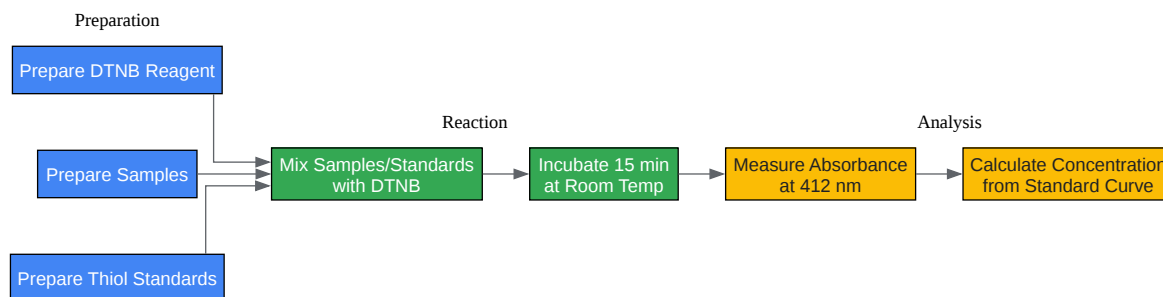 Preparation
Prepare DTNB Reagent
Prepare Samples
Prepare Thiol Standards
Reaction
Mix Samples/Standards
with DTNB
Incubate 15 min
at Room Temp
Analysis
Measure Absorbance
at 412 nm
Calculate Concentration
from Standard Curve